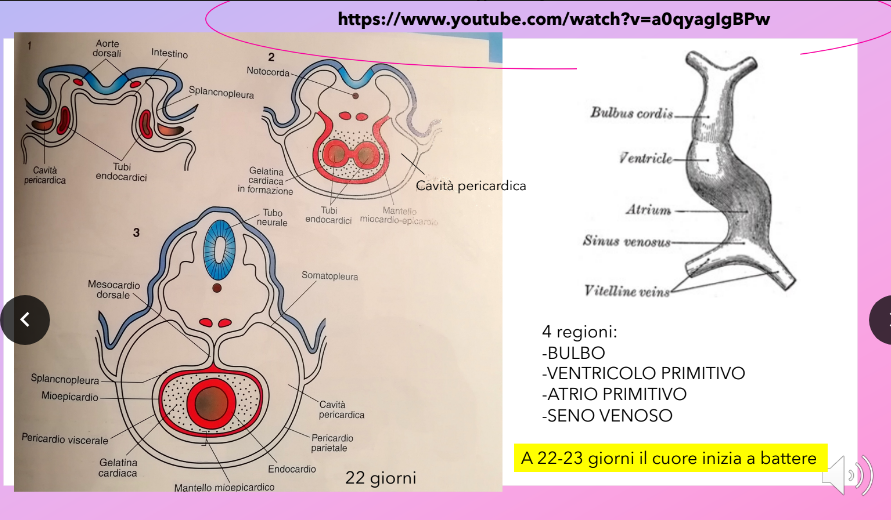 https://www.youtube.com/watch?v=a0qyagIgBPw
1
Aorte
dorsali
Intestino
Splancnopleura
Cavità
pericardica
Tubi
endocardici
2
Notocorda
Gelatina
cardiaca
in formazione
Tubi
endocardici
Mantello
miocardio-epicardio
Cavità pericardica
3
Tubo
neurale
Mesocardio
dorsale
Somatopleura
Splancnopleura
Mioepicardio
Pericardio viscerale
Gelatina
cardiaca
Mantello mioepicardico
Endocardio
Pericardio
parietale
Cavità
pericardica
22 giorni
Bulbus cordis
Ventricle
Atrium
Sinus venosus
Vitelline veins
4 regioni:
-BULBO
-VENTRICOLO PRIMITIVO
-ATRIO PRIMITIVO
-SENO VENOSO
A 22-23 giorni il cuore inizia a battere